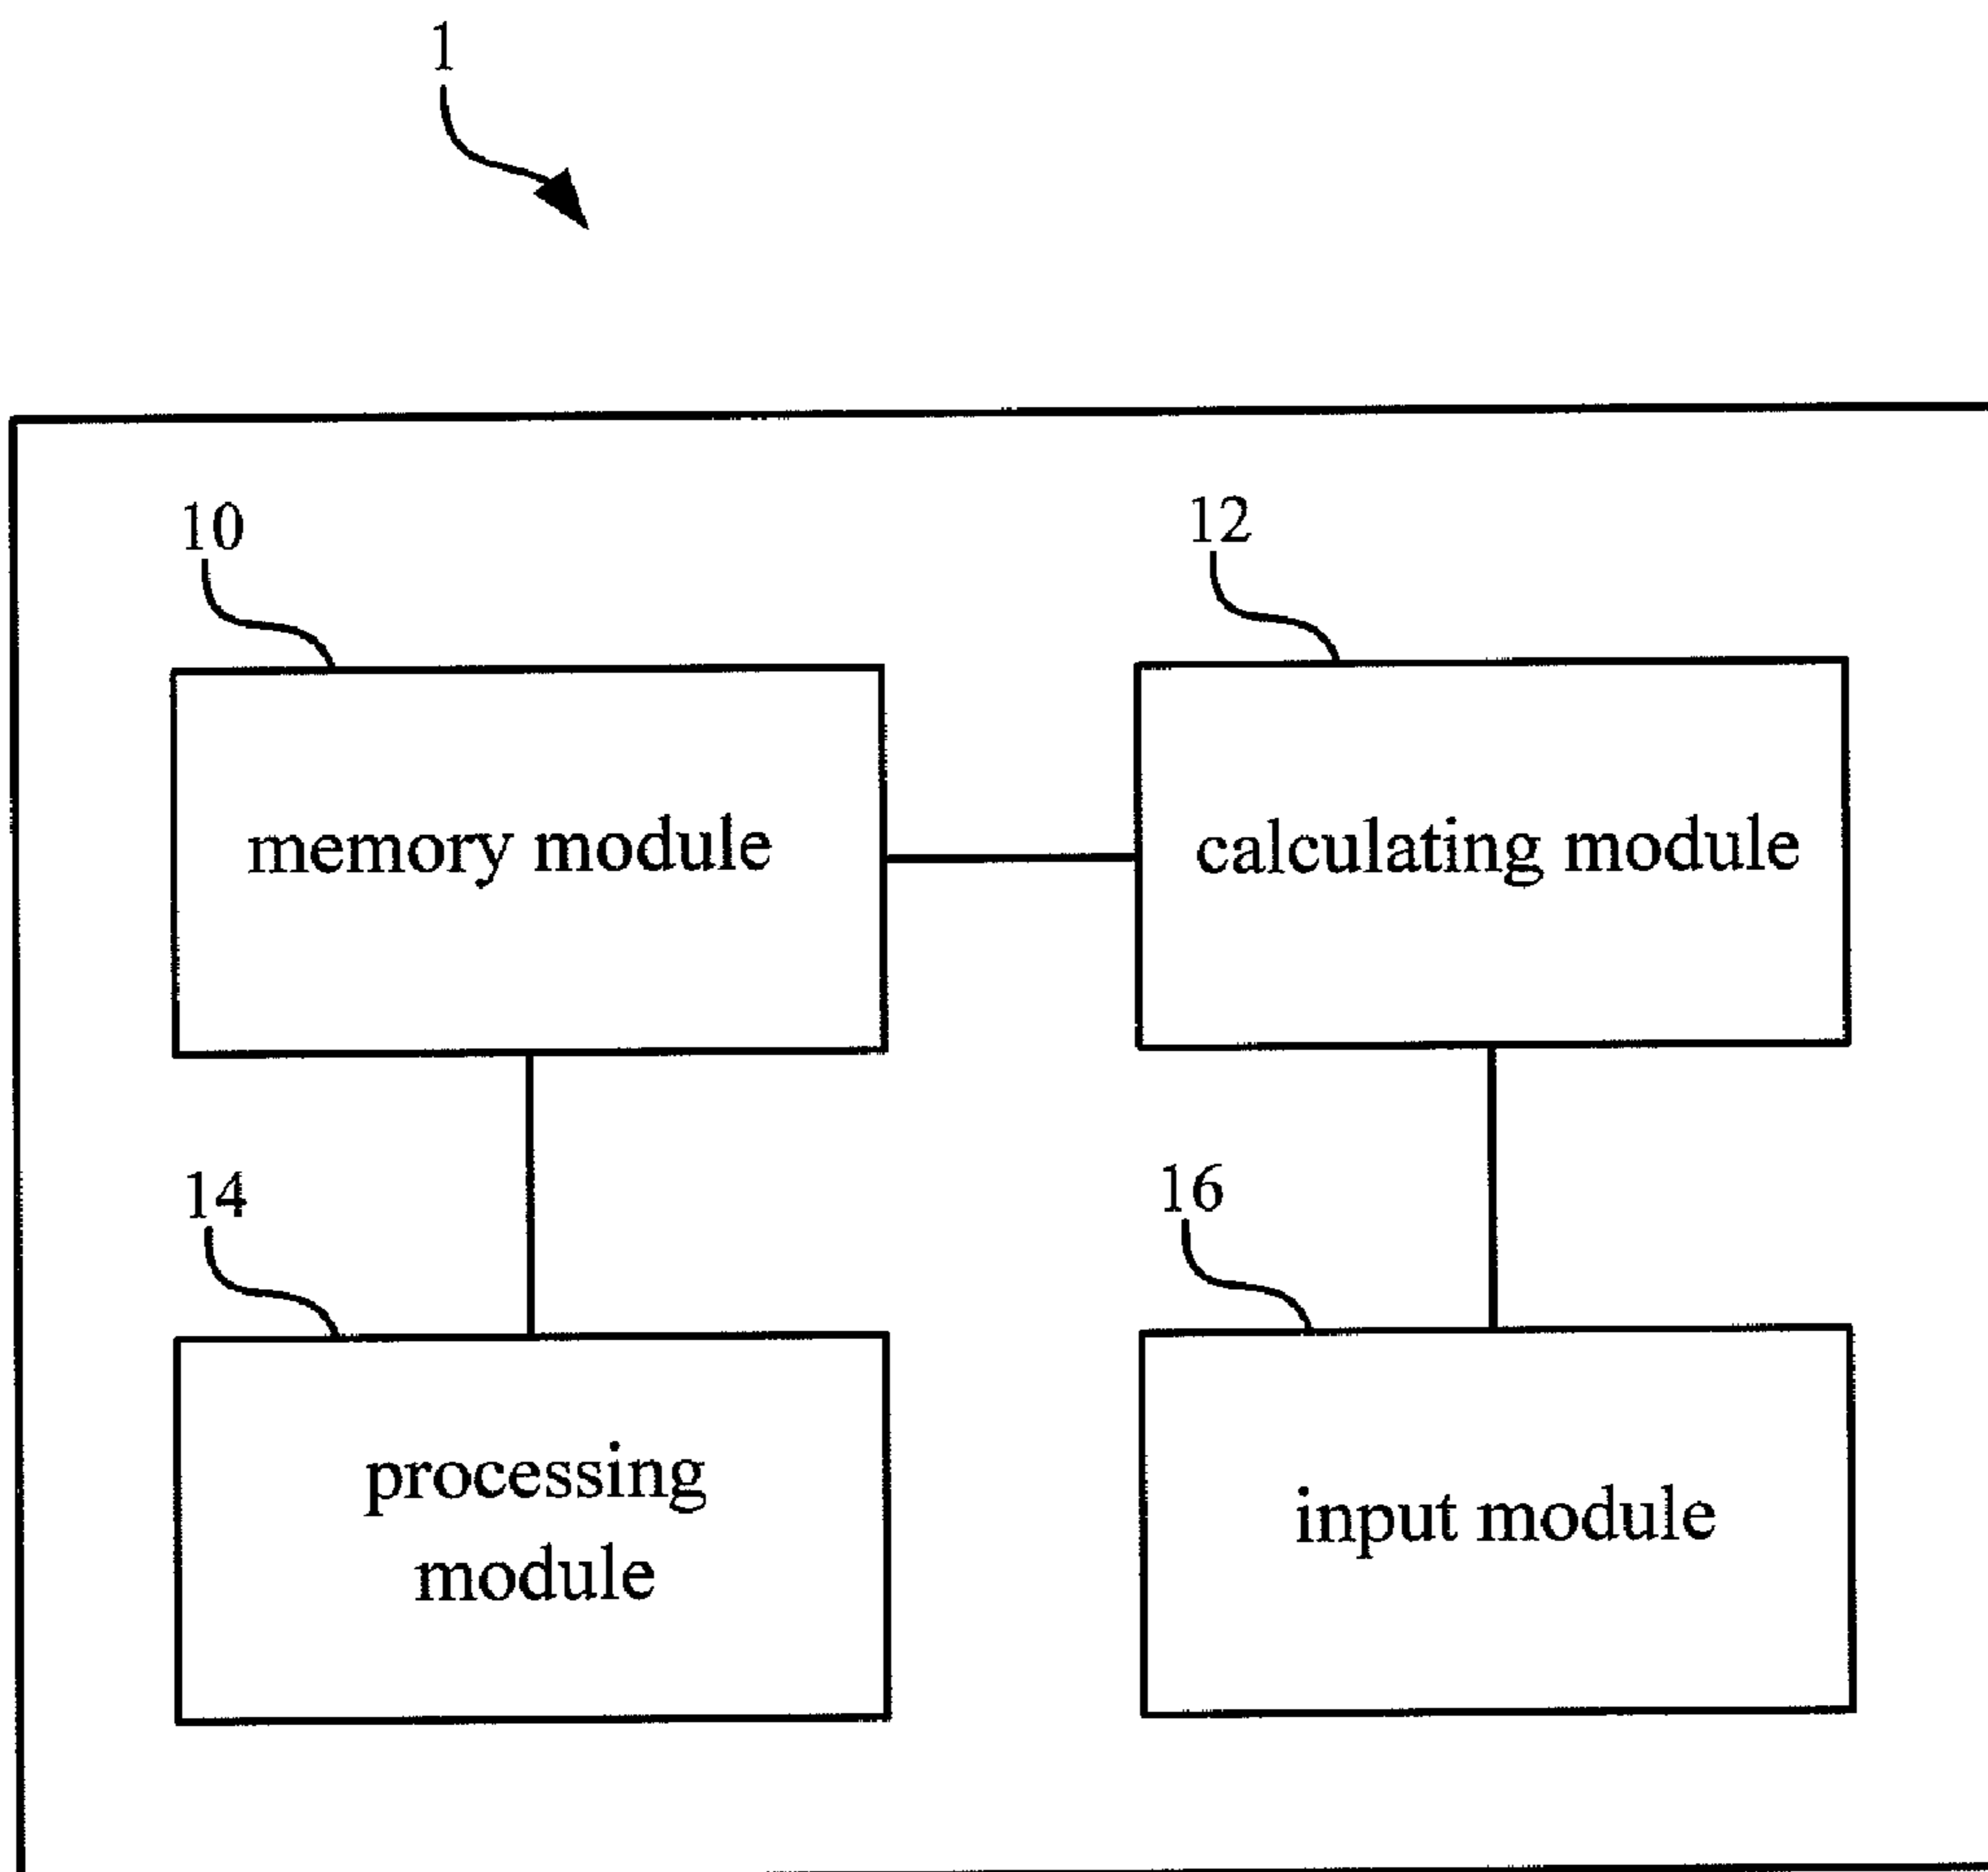 1
10
12
memory module
calculating module
14
16
processing
module
input module